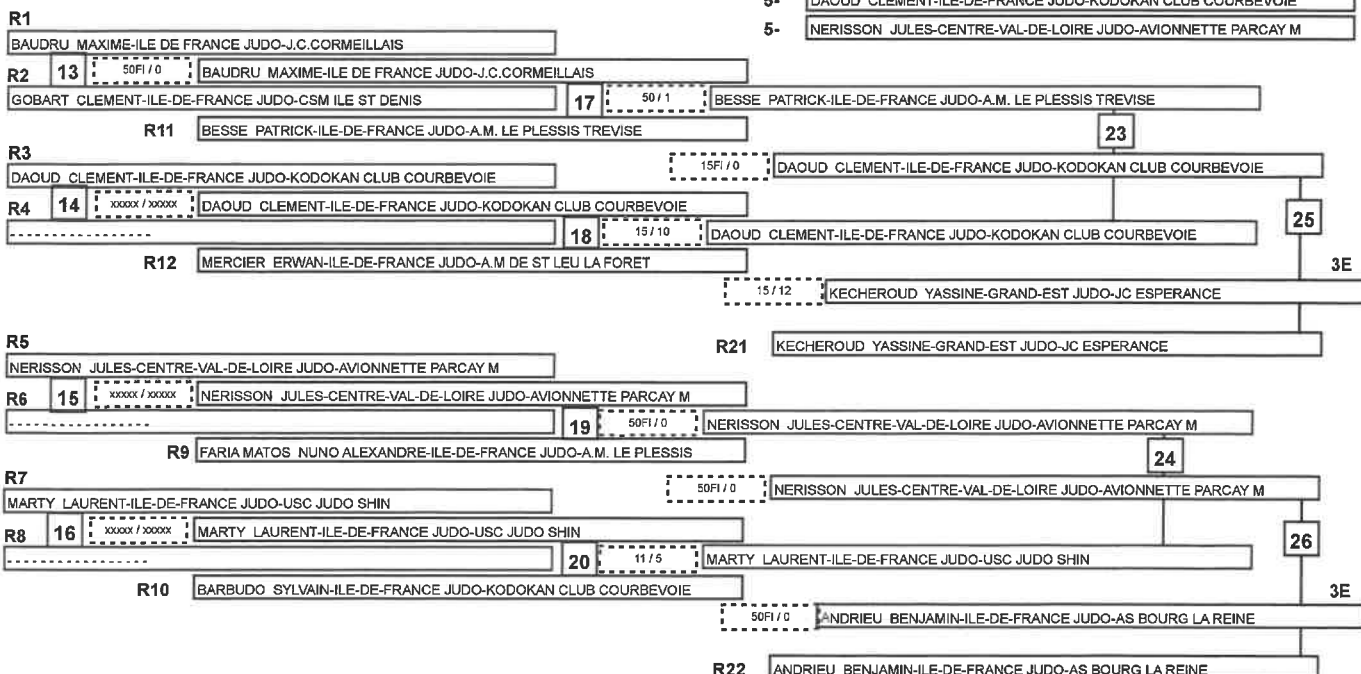 5- DAOUD CLEMENT-ILE-DE-FRANCE JUDO-KODOKAN CLUB COURBEVOIE
5- NERISSON JULES-CENTRE-VAL-DE-LOIRE JUDO-AVIONNETTE PARCAY M
R1
BAUDRU MAXIME-ILE DE FRANCE JUDO-J.C.CORMEILLAIS
R2 13 50FI / 0 BAUDRU MAXIME-ILE DE FRANCE JUDO-J.C.CORMEILLAIS
GOBART CLEMENT-ILE-DE-FRANCE JUDO-CSM ILE ST DENIS 17 50 / 1 BESSE PATRICK-ILE-DE-FRANCE JUDO-A.M. LE PLESSIS TREVISE
R11 BESSE PATRICK-ILE-DE-FRANCE JUDO-A.M. LE PLESSIS TREVISE 23
R3 15FI / 0 DAOUD CLEMENT-ILE-DE-FRANCE JUDO-KODOKAN CLUB COURBEVOIE
DAOUD CLEMENT-ILE-DE-FRANCE JUDO-KODOKAN CLUB COURBEVOIE
R4 14 xxxxx / xxxxx DAOUD CLEMENT-ILE-DE-FRANCE JUDO-KODOKAN CLUB COURBEVOIE 25
---------------- 18 15 / 10 DAOUD CLEMENT-ILE-DE-FRANCE JUDO-KODOKAN CLUB COURBEVOIE
R12 MERCIER ERWAN-ILE-DE-FRANCE JUDO-A.M DE ST LEU LA FORET 3E
15 / 12 KECHEROUD YASSINE-GRAND-EST JUDO-JC ESPERANCE
R5 R21 KECHEROUD YASSINE-GRAND-EST JUDO-JC ESPERANCE
NERISSON JULES-CENTRE-VAL-DE-LOIRE JUDO-AVIONNETTE PARCAY M
R6 15 xxxxx / xxxxx NERISSON JULES-CENTRE-VAL-DE-LOIRE JUDO-AVIONNETTE PARCAY M
---------------- 19 50FI / 0 NERISSON JULES-CENTRE-VAL-DE-LOIRE JUDO-AVIONNETTE PARCAY M
R9 FARIA MATOS NUNO ALEXANDRE-ILE-DE-FRANCE JUDO-A.M. LE PLESSIS 24
R7 50FI / 0 NERISSON JULES-CENTRE-VAL-DE-LOIRE JUDO-AVIONNETTE PARCAY M
MARTY LAURENT-ILE-DE-FRANCE JUDO-USC JUDO SHIN
R8 16 xxxxx / xxxxx MARTY LAURENT-ILE-DE-FRANCE JUDO-USC JUDO SHIN 26
---------------- 20 11 / 5 MARTY LAURENT-ILE-DE-FRANCE JUDO-USC JUDO SHIN
R10 BARBUDO SYLVAIN-ILE-DE-FRANCE JUDO-KODOKAN CLUB COURBEVOIE 3E
50FI / 0 ANDRIEU BENJAMIN-ILE-DE-FRANCE JUDO-AS BOURG LA REINE
R22 ANDRIEU BENJAMIN-ILE-DE-FRANCE JUDO-AS BOURG LA REINE